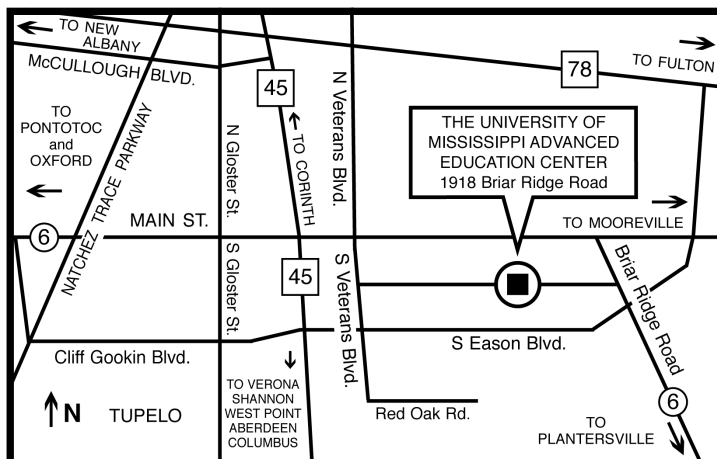 TO NEW
ALBANY
McCULLOUGH BLVD.
78
TO FULTON
45
N Veterans Blvd.
TO
PONTOTOC
and
OXFORD
NATCHEZ TRACE PARKWAY
N Gloster St.
TO CORINTH
THE UNIVERSITY OF
MISSISSIPPI ADVANCED
EDUCATION CENTER
1918 Briar Ridge Road
TO MOOREVILLE
6
MAIN ST.
S Gloster St.
45
S Veterans Blvd.
Briar Ridge Road
Cliff Gookin Blvd.
S Eason Blvd.
TO VERONA
SHANNON
WEST POINT
ABERDEEN
COLUMBUS
N
TUPELO
Red Oak Rd.
6
TO
PLANTERSVILLE